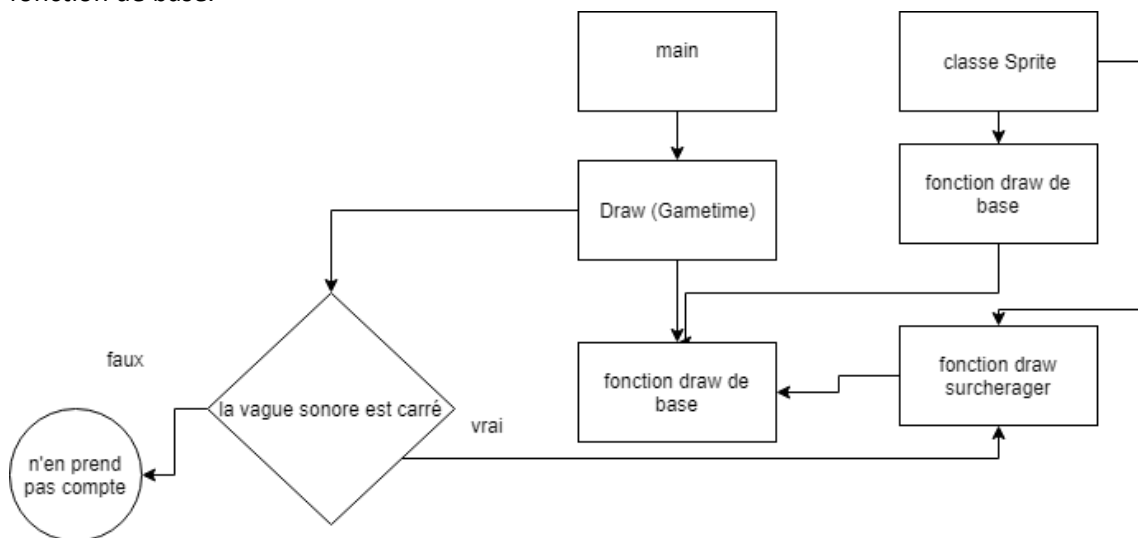 fonction de base.
main
classe Sprite
fonction draw de
base
Draw (Gametime)
faux
la vague sonore est carré
vrai
fonction draw de
base
fonction draw
surcherager
n'en prend
pas compte